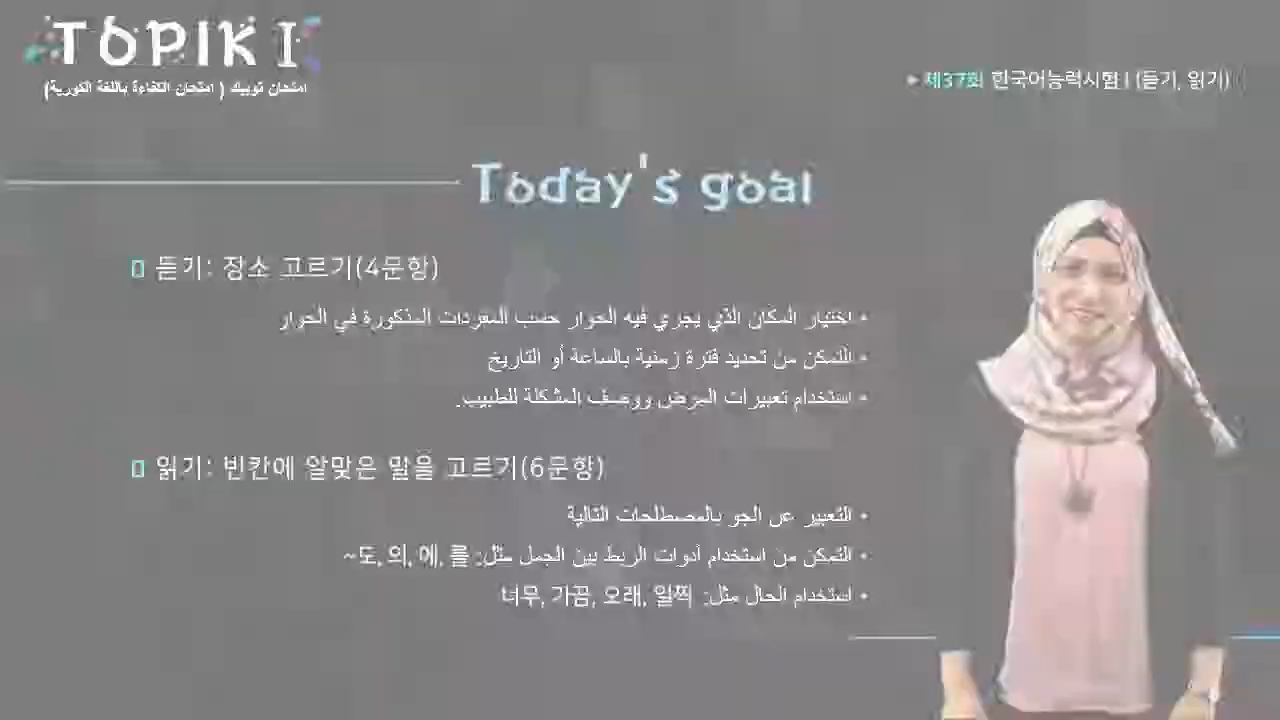 TOPIK I
امتحان توبيك ( امتحان الكفاءة باللغة الكورية)
▸ 제37회 한국어능력시험 I (듣기, 읽기)
Today's goal
듣기: 장소 고르기(4문항)
• اختيار المكان الذي يجري فيه الحوار حسب المفردات المذكورة في الحوار
• التمكن من تحديد فترة زمنية بالساعة أو التاريخ
• استخدام تعبيرات المرض ووصف المشكلة للطبيب.
읽기: 빈칸에 알맞은 말을 고르기(6문항)
• التعبير عن الجو بالمصطلحات التالية
• التمكن من استخدام أدوات الربط بين الجمل مثل: ~도, 의, 에, 를
• استخدام الحال مثل: 너무, 가끔, 오래, 일찍